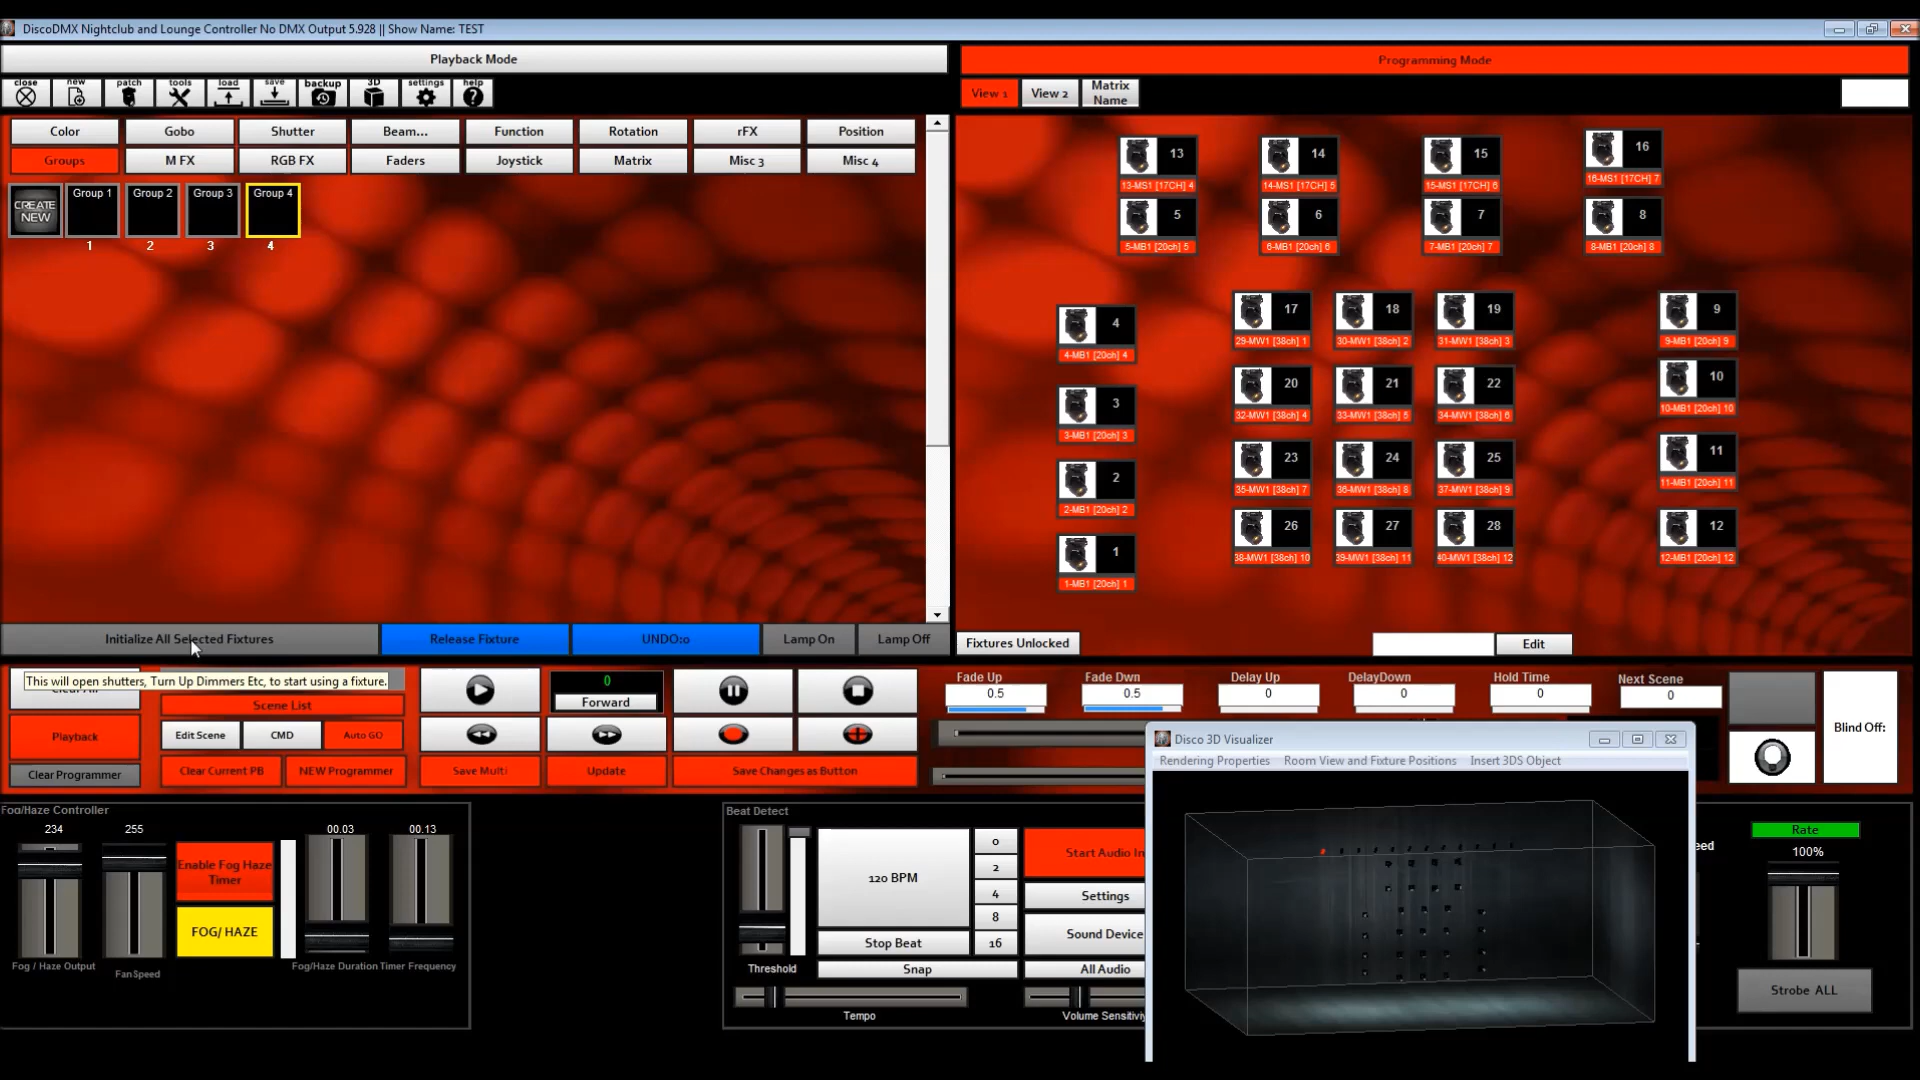 DiscoDMX Nightclub and Lounge Controller No DMX Output 5.928 || Show Name: TEST
Playback Mode
Programming Mode
close new patch tools load save backup 3D settings help
View 1 View 2 Matrix Name
Color Gobo Shutter Beam... Function Rotation rFX Position
Groups M FX RGB FX Faders Joystick Matrix Misc 3 Misc 4
CREATE NEW
Group 1 Group 2 Group 3 Group 4
1 2 3 4
13 14 15 16
13-MS1 [17CH] 4 14-MS1 [17CH] 5 15-MS1 [17CH] 6 16-MS1 [17CH] 7
5 6 7 8
5-MB1 [20ch] 5 6-MB1 [20ch] 6 7-MB1 [20ch] 7 8-MB1 [20ch] 8
4 17 18 19 9
4-MB1 [20ch] 4 29-MW1 [38ch] 1 30-MW1 [38ch] 2 31-MW1 [38ch] 3 9-MB1 [20ch] 9
3 20 21 22 10
3-MB1 [20ch] 3 32-MW1 [38ch] 4 33-MW1 [38ch] 5 34-MW1 [38ch] 6 10-MB1 [20ch] 10
2 23 24 25 11
2-MB1 [20ch] 2 35-MW1 [38ch] 7 36-MW1 [38ch] 8 37-MW1 [38ch] 9 11-MB1 [20ch] 11
1 26 27 28 12
1-MB1 [20ch] 1 38-MW1 [38ch] 10 39-MW1 [38ch] 11 40-MW1 [38ch] 12 12-MB1 [20ch] 12
Initialize All Selected Fixtures Release Fixture UNDO:0 Lamp On Lamp Off Fixtures Unlocked Edit
This will open shutters, Turn Up Dimmers Etc, to start using a fixture.
Scene List
Playback
Edit Scene CMD Auto GO
Clear Programmer Clear Current PB NEW Programmer
0
Forward
Save Multi Update Save Changes as Button
Fade Up Fade Dwn Delay Up DelayDown Hold Time Next Scene
0.5 0.5 0 0 0 0
Blind Off:
Disco 3D Visualizer
Rendering Properties Room View and Fixture Positions Insert 3DS Object
Fog/Haze Controller
234 255 00.03 00.13
Enable Fog Haze Timer
FOG/ HAZE
Fog / Haze Output FanSpeed Fog/Haze Duration Timer Frequency
Beat Detect
Threshold
120 BPM
0
2
4
8
16
Stop Beat
Snap
Tempo
Start Audio In
Settings
Sound Device
All Audio
Volume Sensitivi
Rate
100%
Strobe ALL